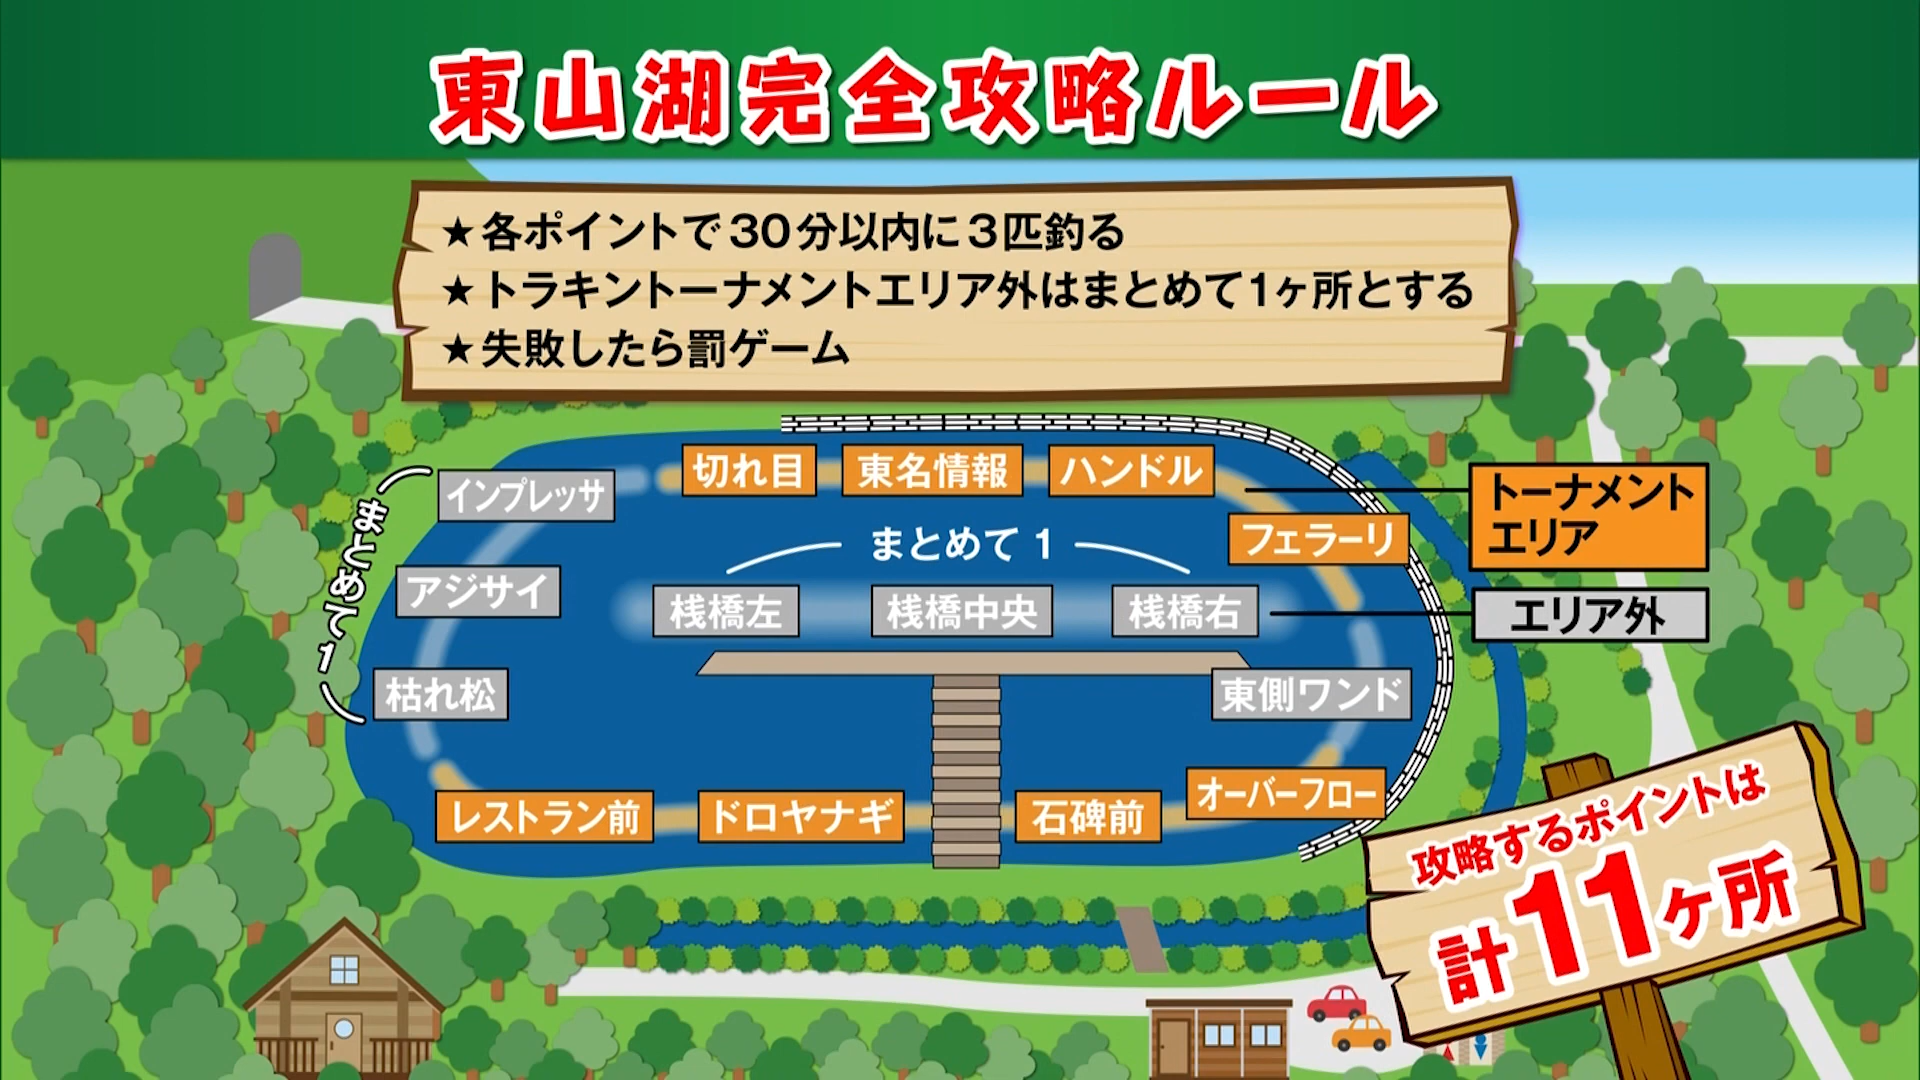 東山湖完全攻略ルール
★各ポイントで30分以内に3匹釣る
★トラキントーナメントエリア外はまとめて1ヶ所とする
★失敗したら罰ゲーム
切れ目
東名情報
ハンドル
インプレッサ
トーナメント
エリア
まとめて1
フェラーリ
まとめて1
アジサイ
桟橋左
桟橋中央
桟橋右
エリア外
枯れ松
東側ワンド
レストラン前
ドロヤナギ
石碑前
オーバーフロー
攻略するポイントは
計11ヶ所